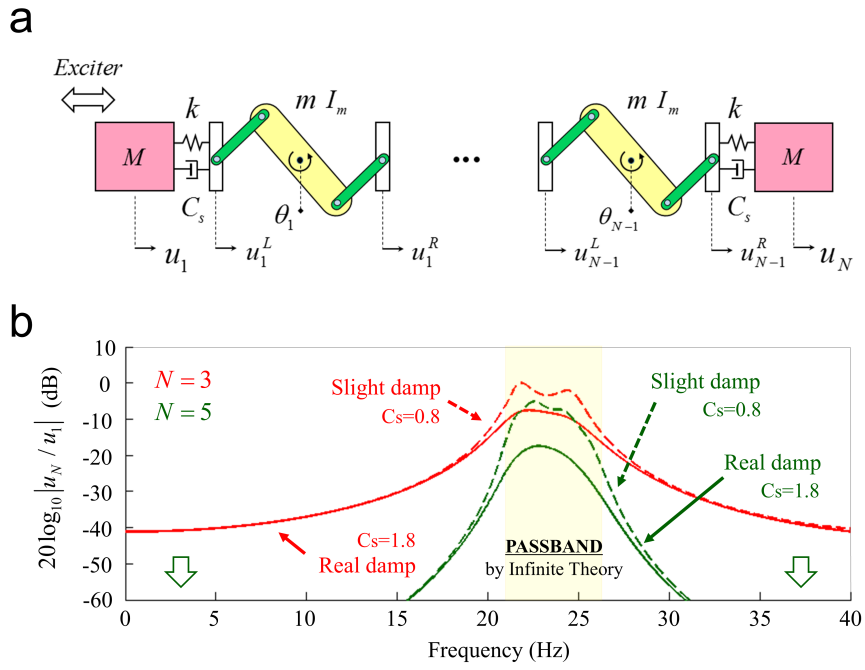 a
Exciter
k
m I_m
m I_m
k
M
•••
M
C_s
θ_1
θ_{N-1}
C_s
u_1
u_1^L
u_1^R
u_{N-1}^L
u_{N-1}^R
u_N
b
20 log_{10} |u_N / u_1| (dB)
10
0
-10
-20
-30
-40
-50
-60
N = 3
N = 5
Slight damp
Cs=0.8
Slight damp
Cs=0.8
Real damp
Cs=1.8
Cs=1.8
Real damp
PASSBAND
by Infinite Theory
0 5 10 15 20 25 30 35 40
Frequency (Hz)